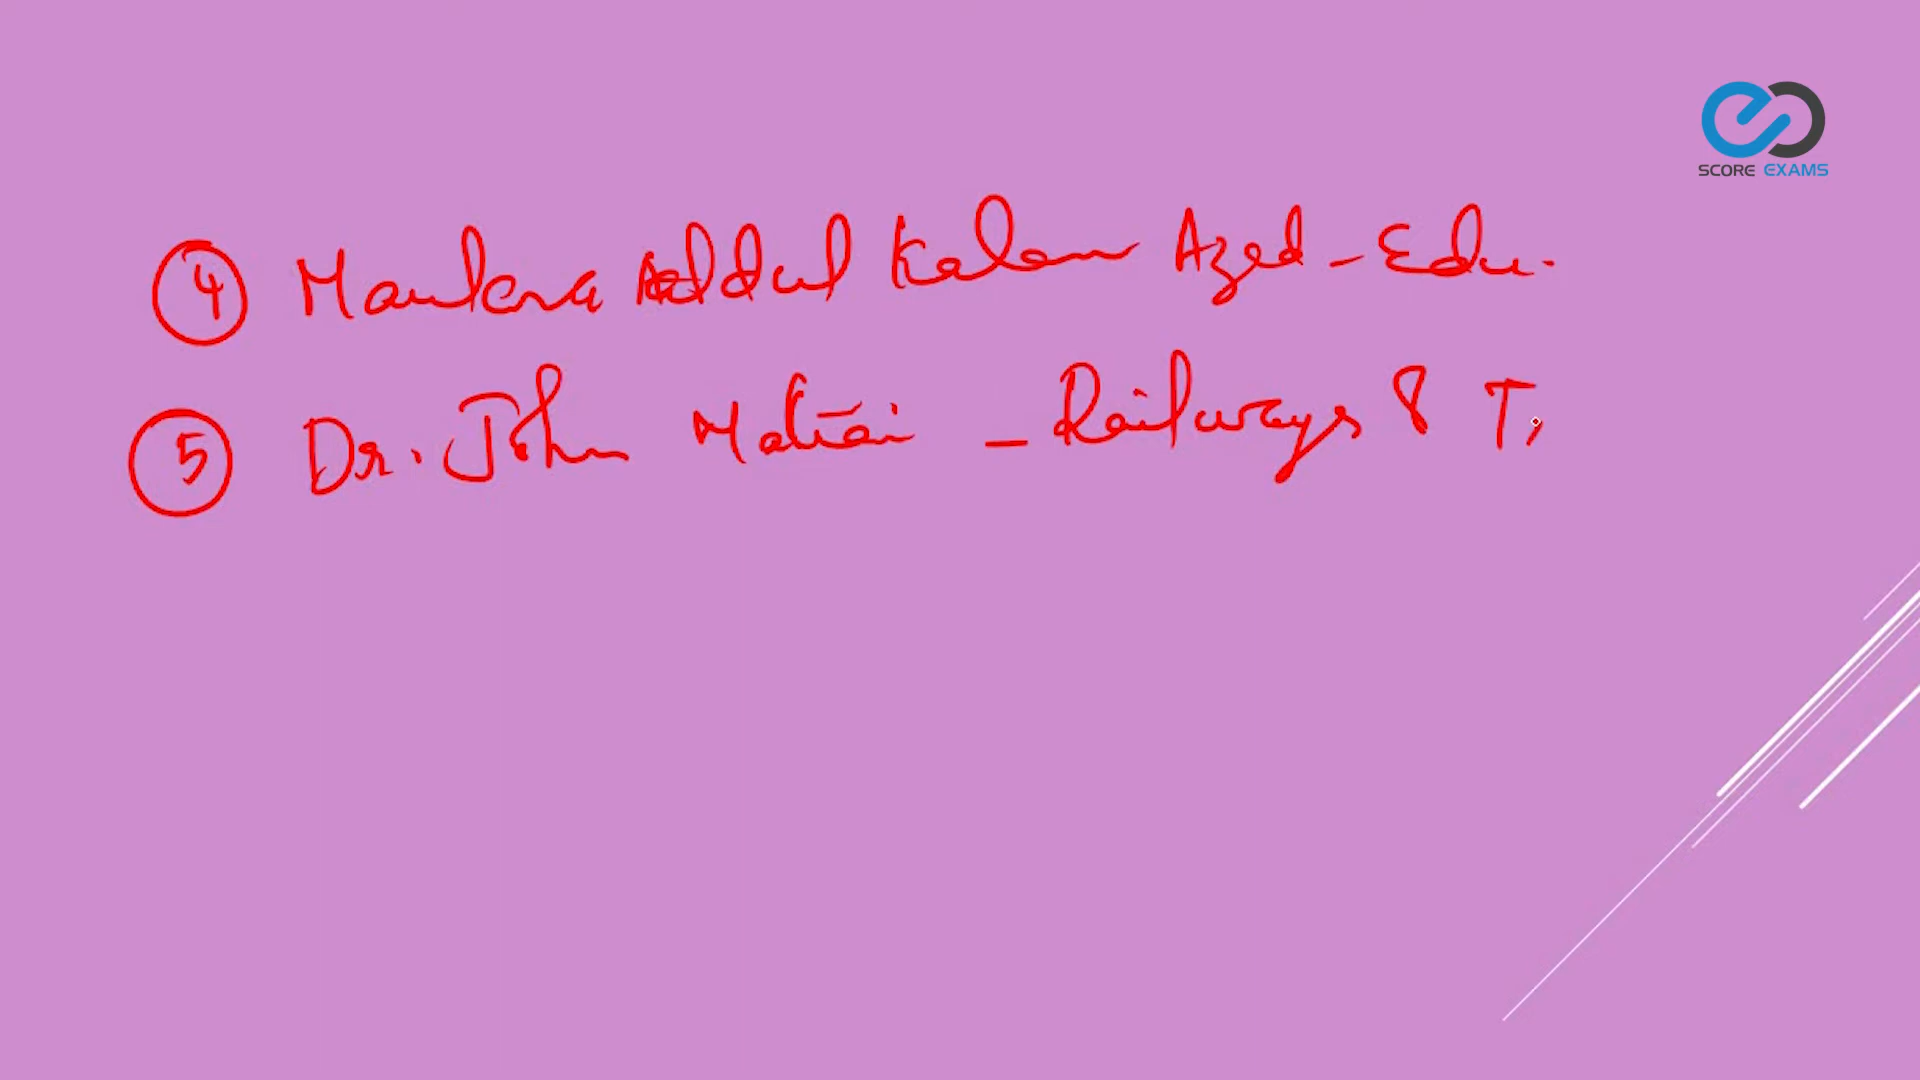 SCORE EXAMS
④ Maulana Abdul Kalam Azad - Edu.
⑤ Dr. John Mathai - Railways & T